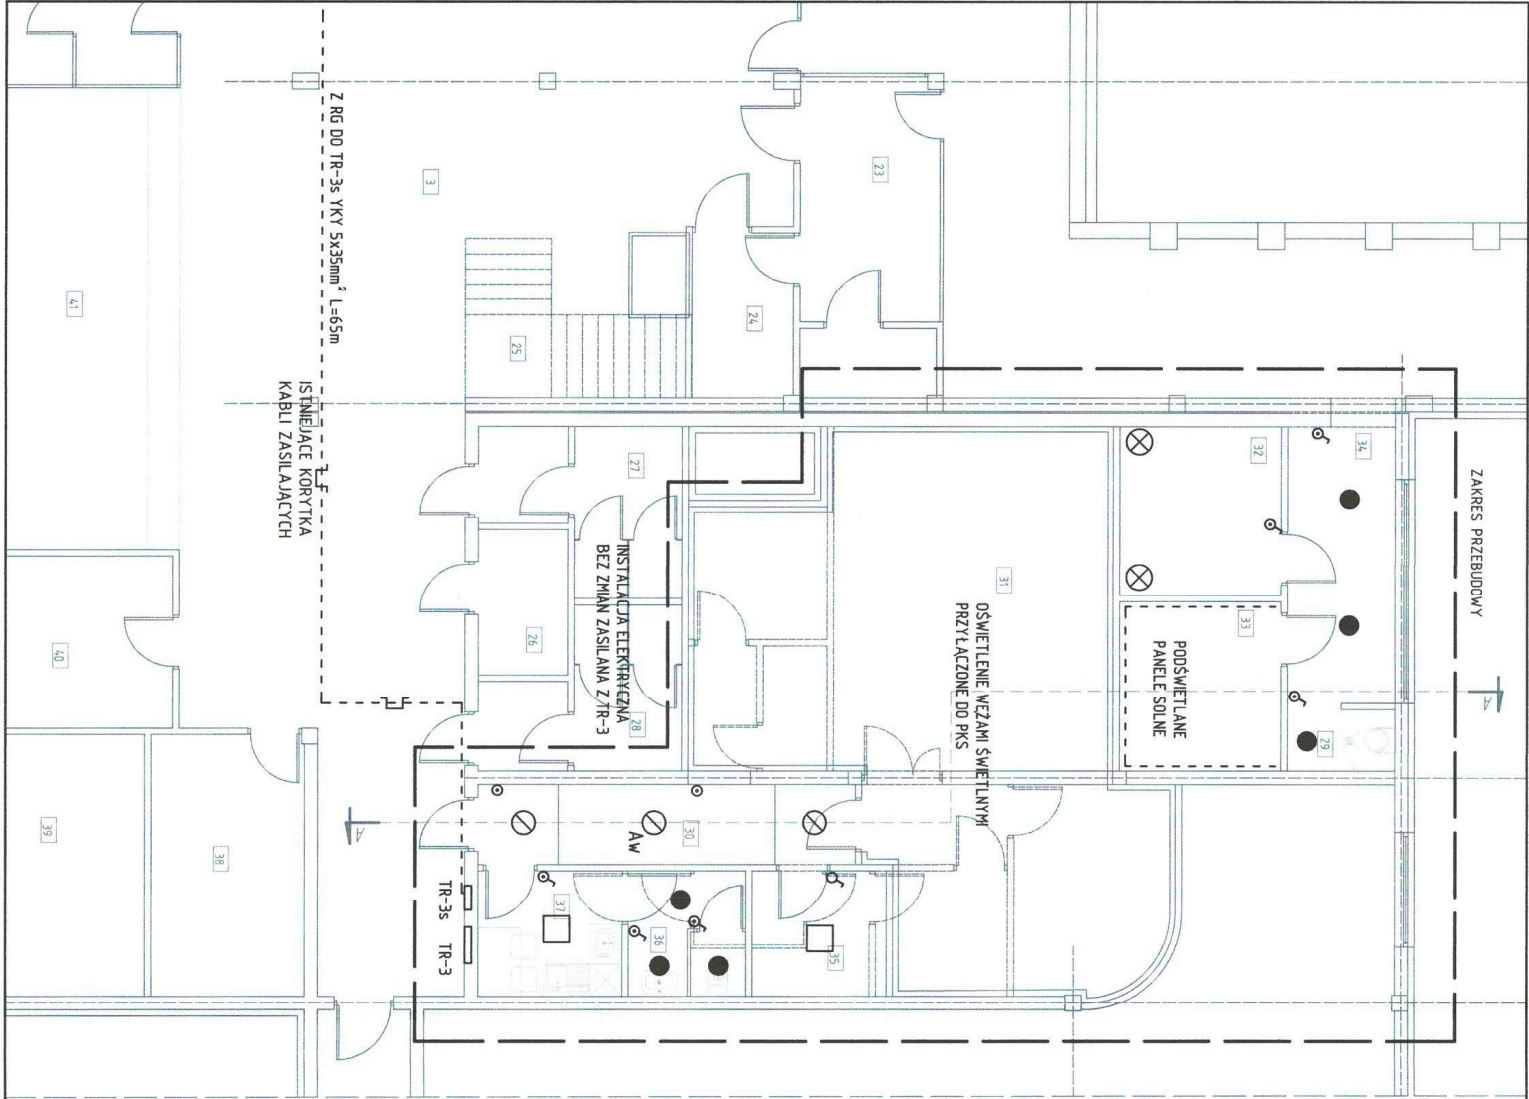 Z RG DO TR-3s YKY 5x35mm² L=65m
ISTNIEJĄCE KORYTKA
KABLI ZASILAJĄCYCH
INSTALACJA ELEKTRYCZNA
BEZ ZMIAN ZASILANA Z TR-3
OŚWIETLENIE WĘŻAMI ŚWIETLNYMI
PRZYŁĄCZONE DO PKS
PODŚWIETLANE
PANELE SOLNE
ZAKRES PRZEBUDOWY
TR-3s
TR-3
Aw
A
A
3
23
24
25
26
27
28
29
30
31
32
33
34
35
36
37
38
39
40
41